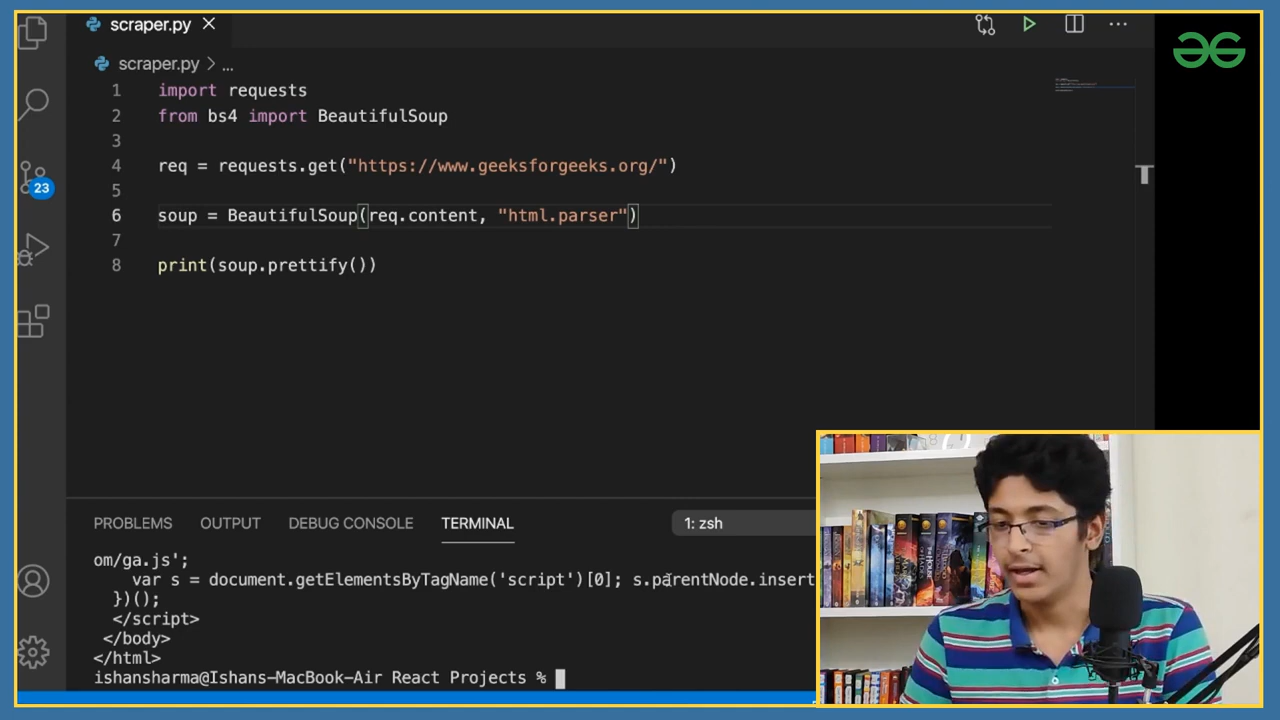 scraper.py
scraper.py > ...
1 import requests
2 from bs4 import BeautifulSoup
3
4 req = requests.get("https://www.geeksforgeeks.org/")
5
6 soup = BeautifulSoup(req.content, "html.parser")
7
8 print(soup.prettify())
23
PROBLEMS OUTPUT DEBUG CONSOLE TERMINAL 1: zsh
om/ga.js';
var s = document.getElementsByTagName('script')[0]; s.parentNode.insert
})();
</script>
</body>
</html>
ishansharma@Ishans-MacBook-Air React Projects %